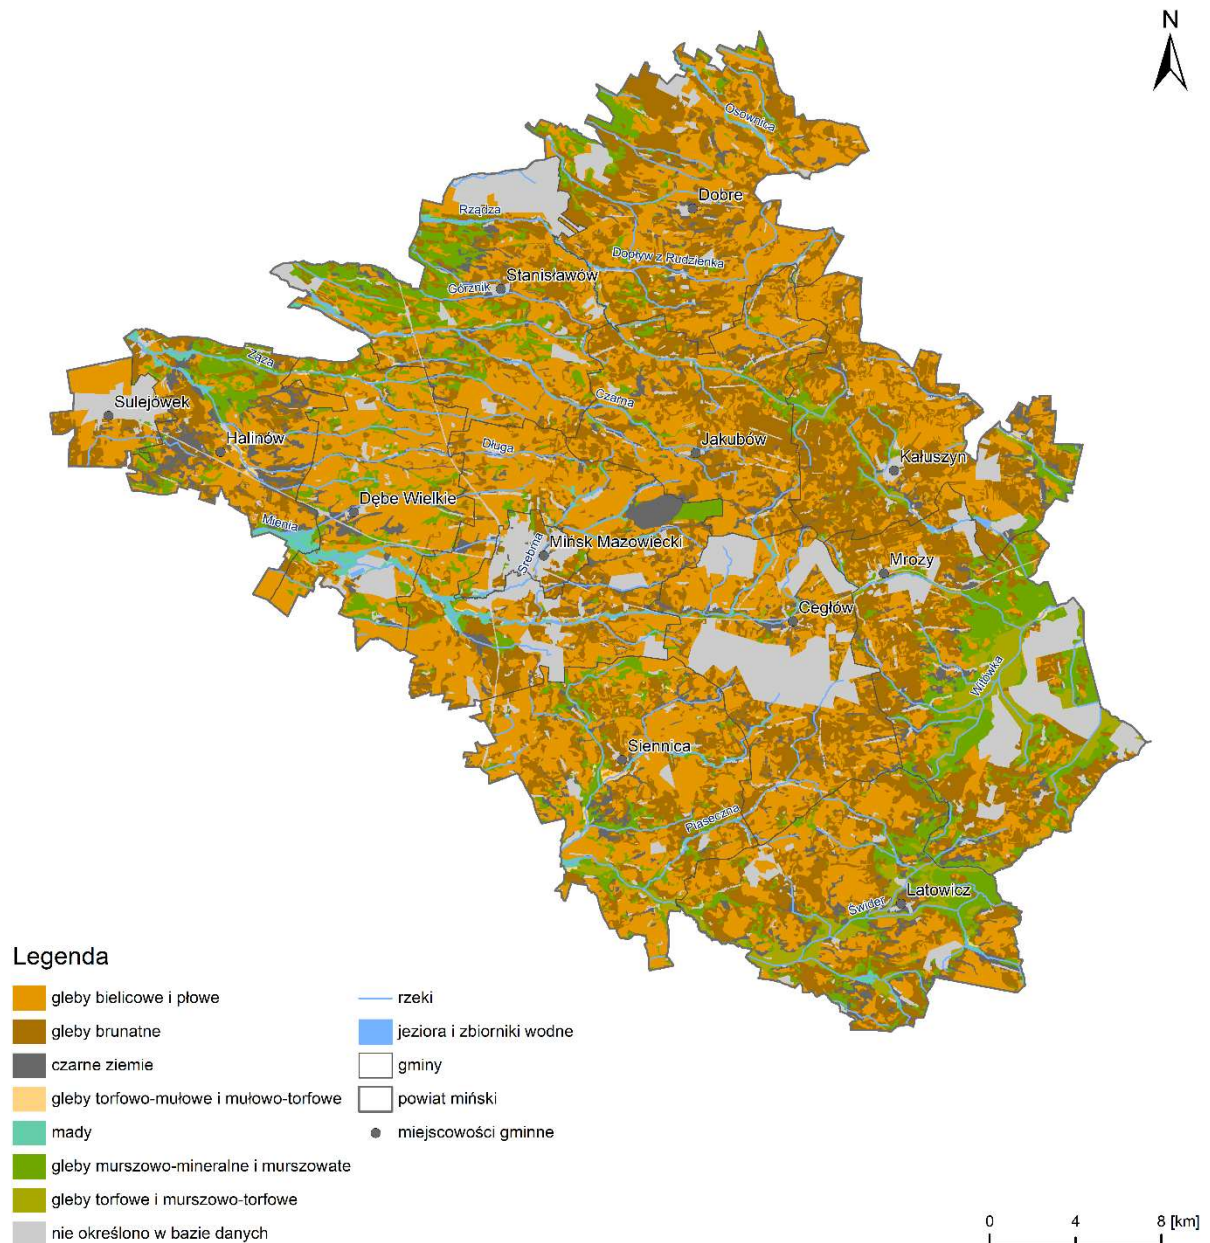 N
Osownica
Dobre
Rządza
Dopływ z Rudzienka
Stanisławów
Górznik
Ząza
Czarna
Sulejówek
Halinów
Długa
Jakubów
Kałuszyn
Dębe Wielkie
Mienia
Mińsk Mazowiecki
Srebrna
Mrozy
Cegłów
Witówka
Siennica
Piaseczna
Latowicz
Świder
Legenda
gleby bielicowe i płowe
gleby brunatne
czarne ziemie
gleby torfowo-mułowe i mułowo-torfowe
mady
gleby murszowo-mineralne i murszowate
gleby torfowe i murszowo-torfowe
nie określono w bazie danych
rzeki
jeziora i zbiorniki wodne
gminy
powiat miński
miejscowości gminne
0 4 8 [km]